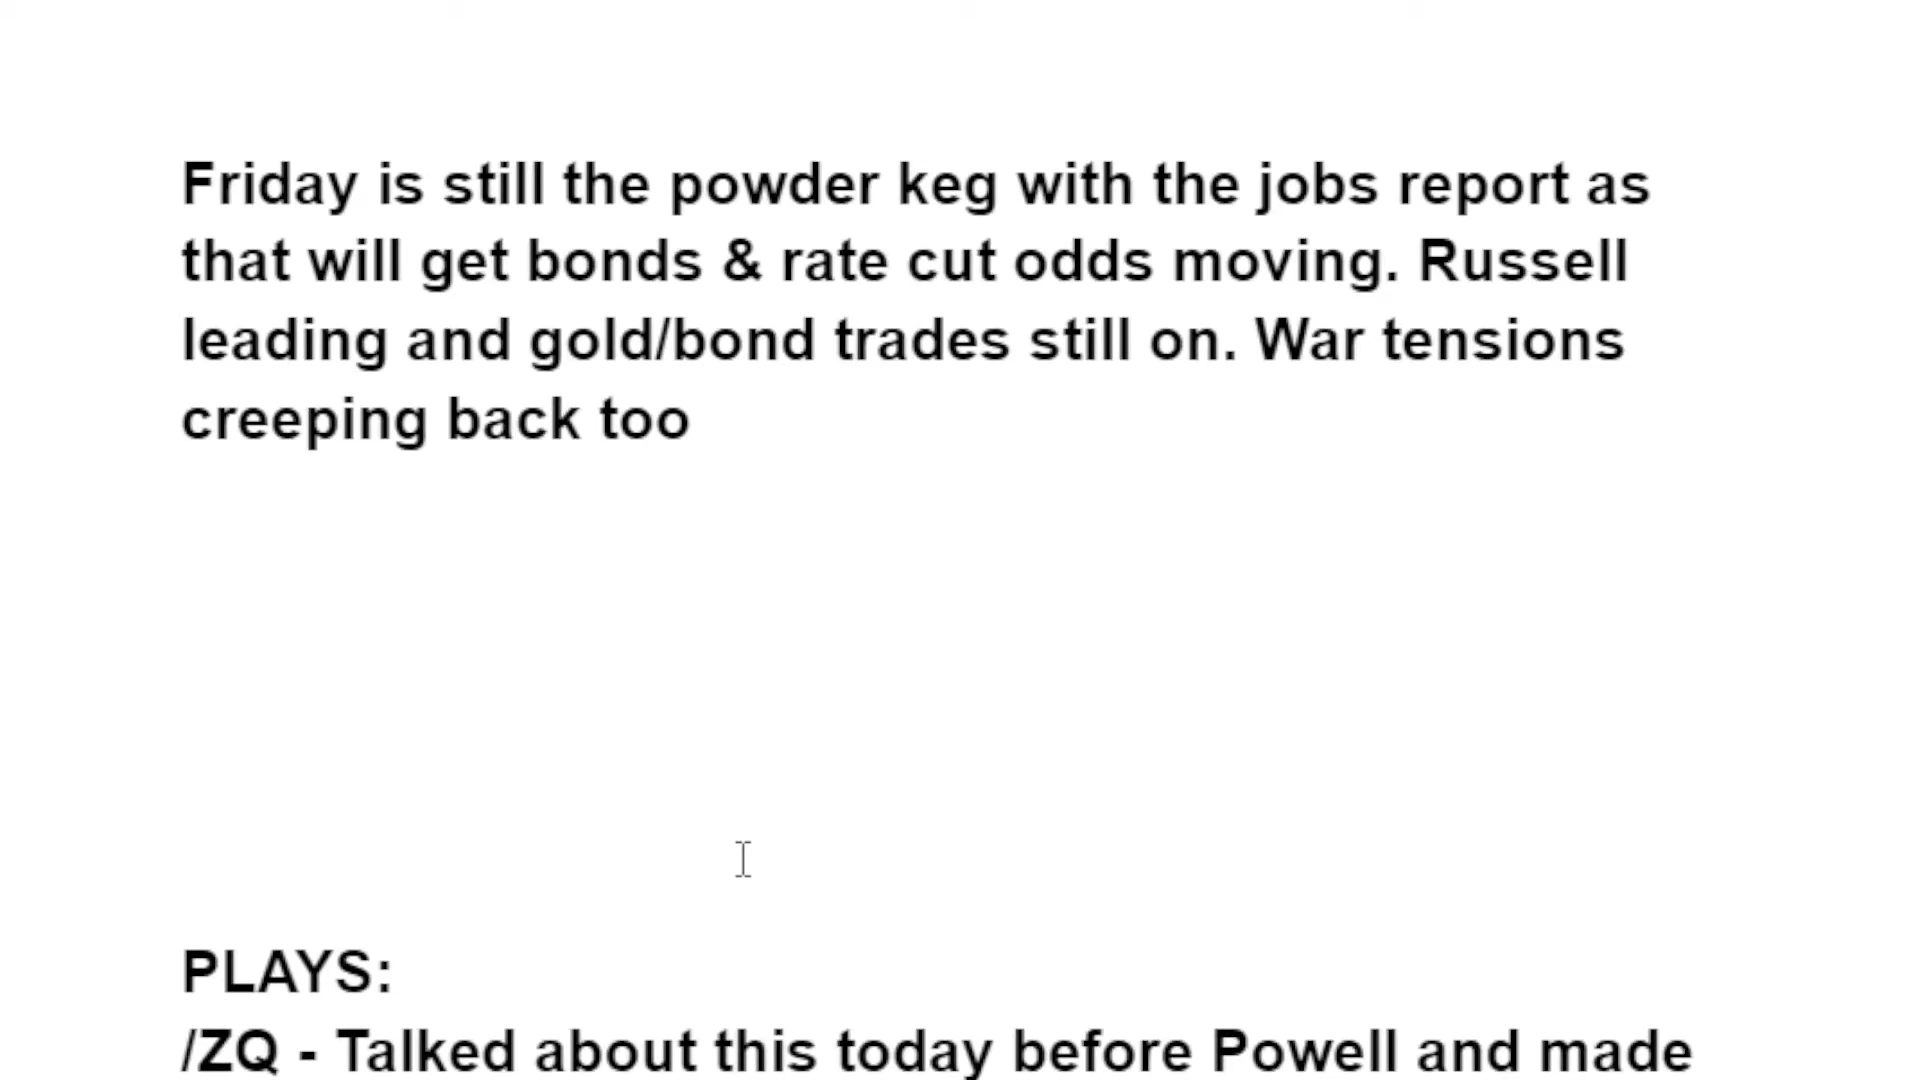 Friday is still the powder keg with the jobs report as
that will get bonds & rate cut odds moving. Russell
leading and gold/bond trades still on. War tensions
creeping back too
PLAYS:
/ZQ - Talked about this today before Powell and made